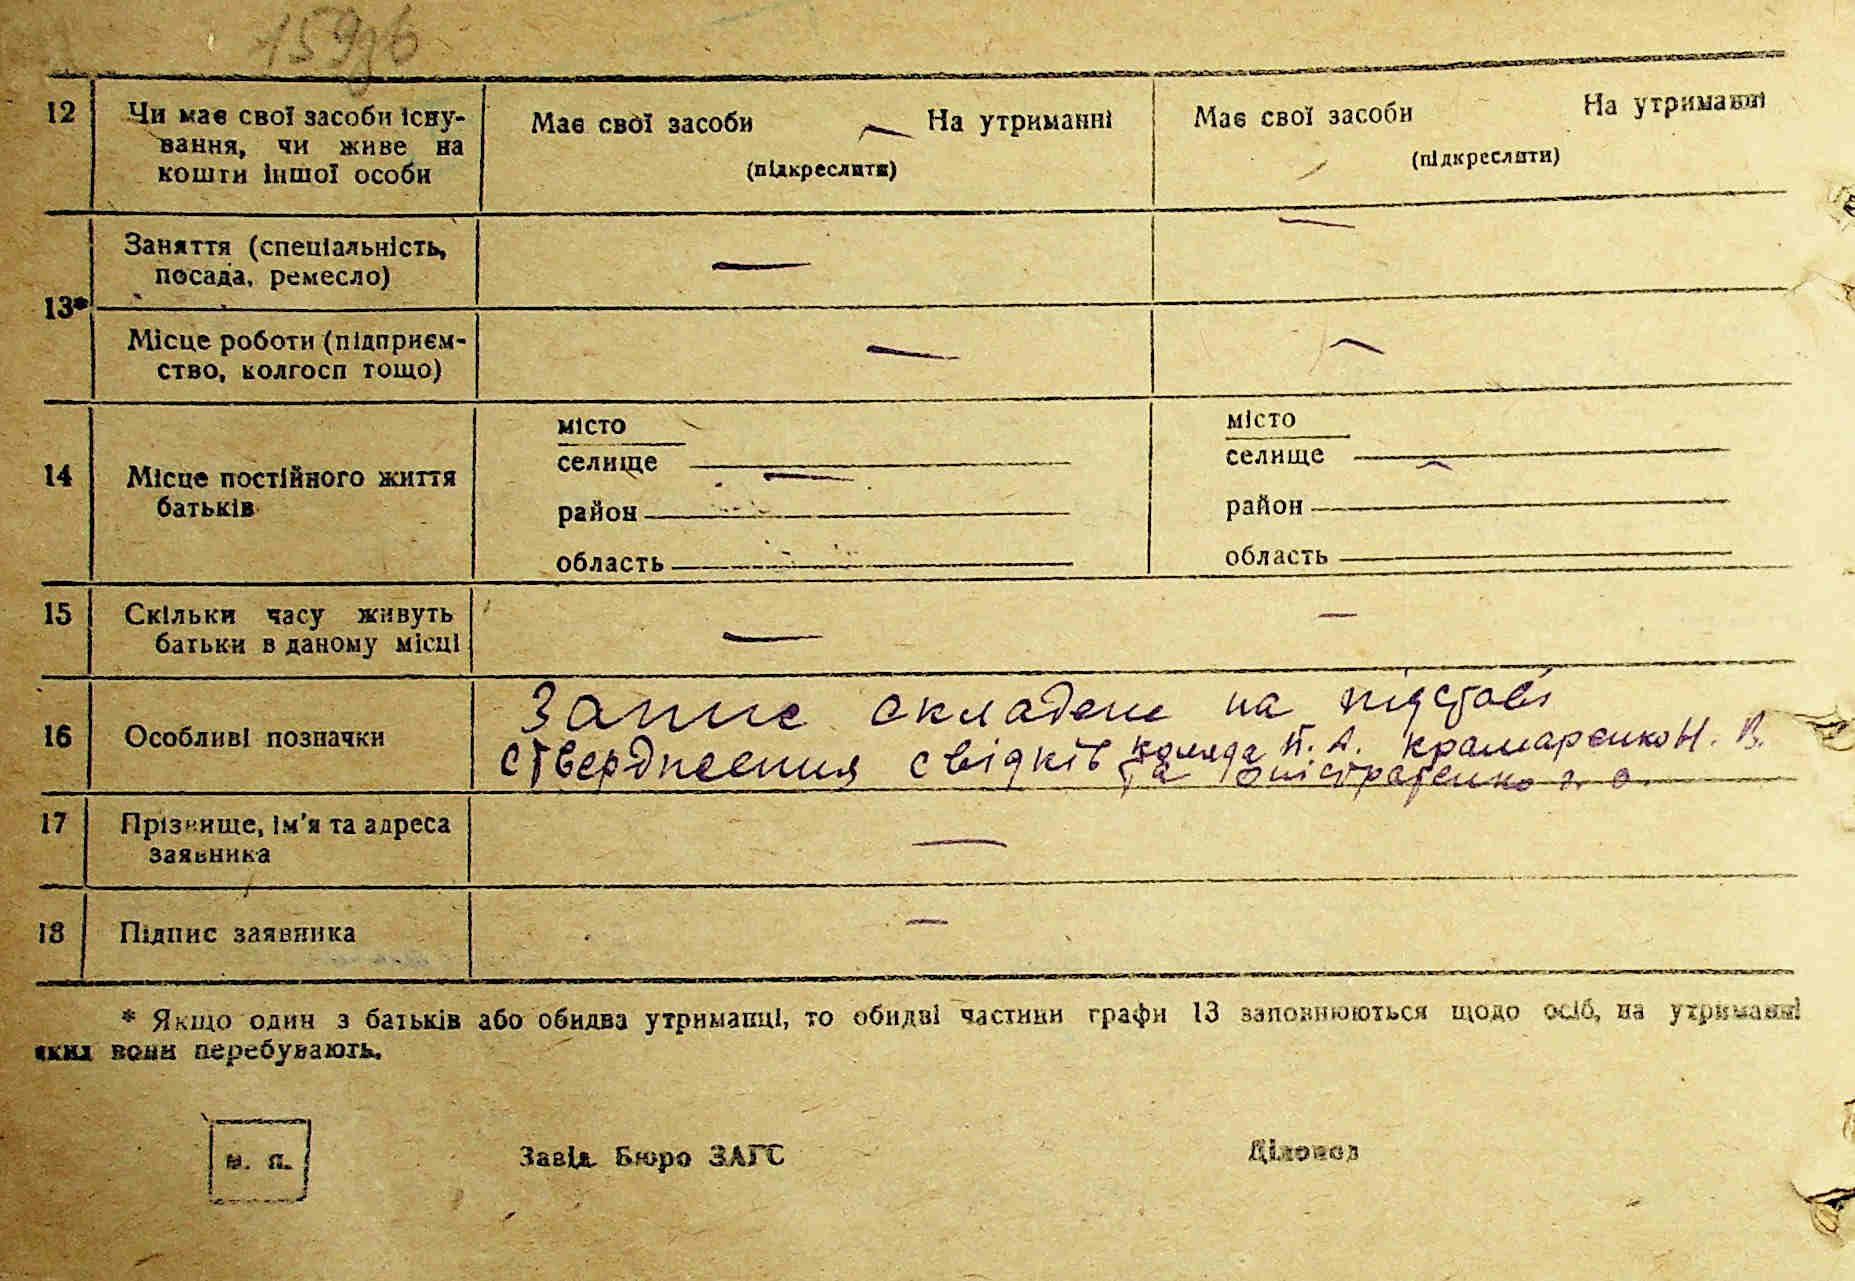 12 Чи має свої засоби існу- Має свої засоби На утриманні Має свої засоби На утриманні
вання, чи живе на (підкреслити) (підкреслити)
кошти іншої особи
Заняття (спеціальність,
посада, ремесло)
13*
Місце роботи (підприєм-
ство, колгосп тощо)
місто місто
селище селище
14 Місце постійного життя
батьків
район район
область область
15 Скільки часу живуть
батьки в даному місці
16 Особливі позначки
Запис складено на підставі
ствердження свідків Коляда П. А. Крамаренко Н. В.
та
17 Прізвище, ім'я та адреса
заявника
18 Підпис заявника
* Якщо один з батьків або обидва утриманці, то обидві частини графи 13 заповнюються щодо осіб, на утриманні
яких вони перебувають.
м. п. Завід. Бюро ЗАГС Діловод